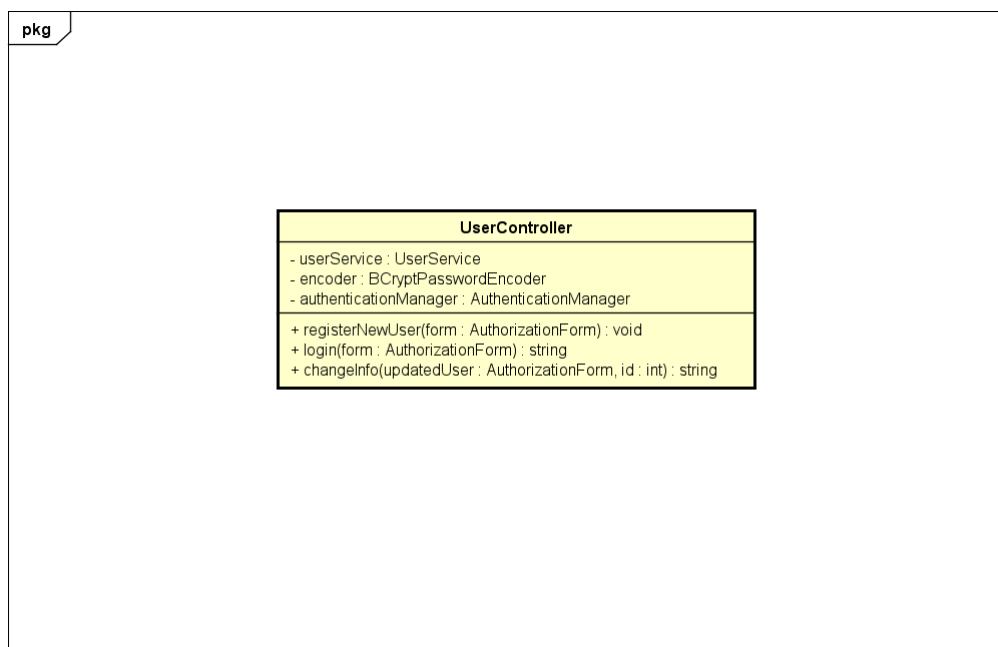 pkg
UserController
- userService : UserService
- encoder : BCryptPasswordEncoder
- authenticationManager : AuthenticationManager
+ registerNewUser(form : AuthorizationForm) : void
+ login(form : AuthorizationForm) : string
+ changeInfo(updatedUser : AuthorizationForm, id : int) : string